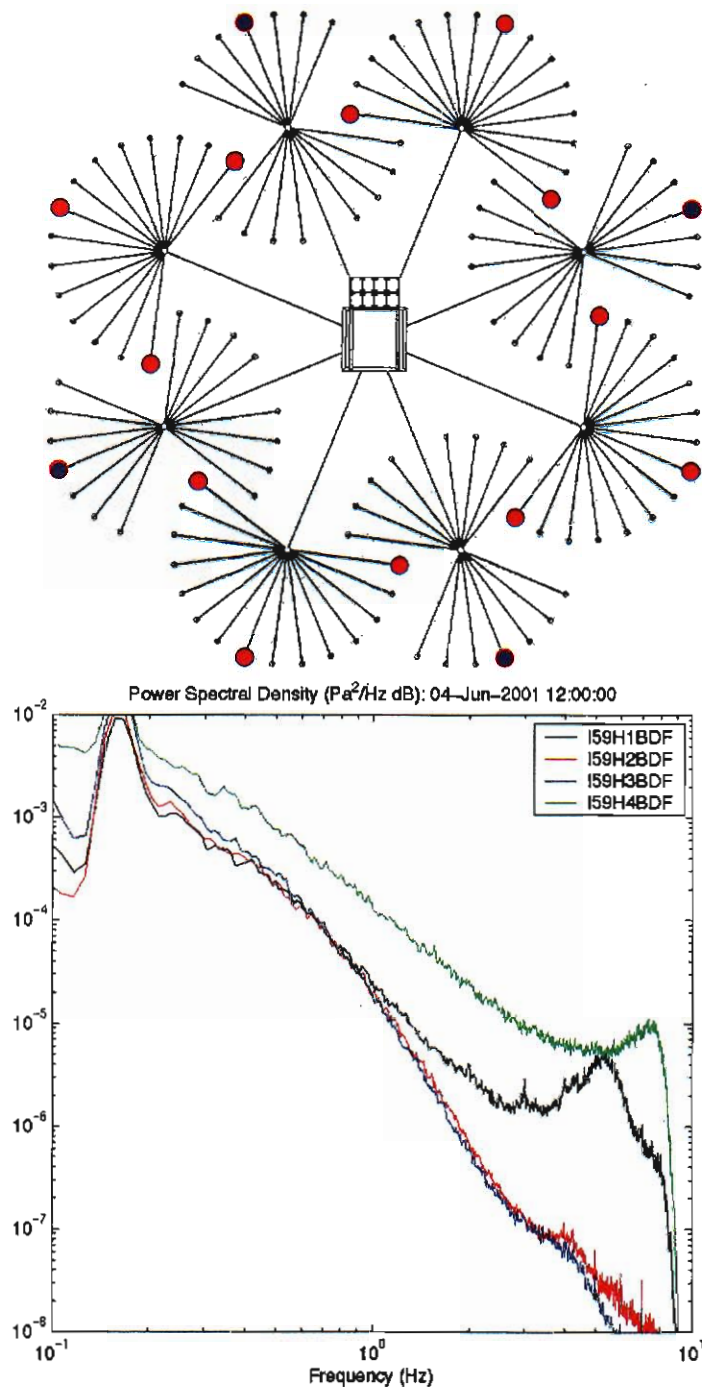 Power Spectral Density (Pa²/Hz dB): 04-Jun-2001 12:00:00
10⁻²
I59H1BDF
I59H2BDF
I59H3BDF
I59H4BDF
10⁻³
10⁻⁴
10⁻⁵
10⁻⁶
10⁻⁷
10⁻⁸
10⁻¹ 10⁰ 10¹
Frequency (Hz)